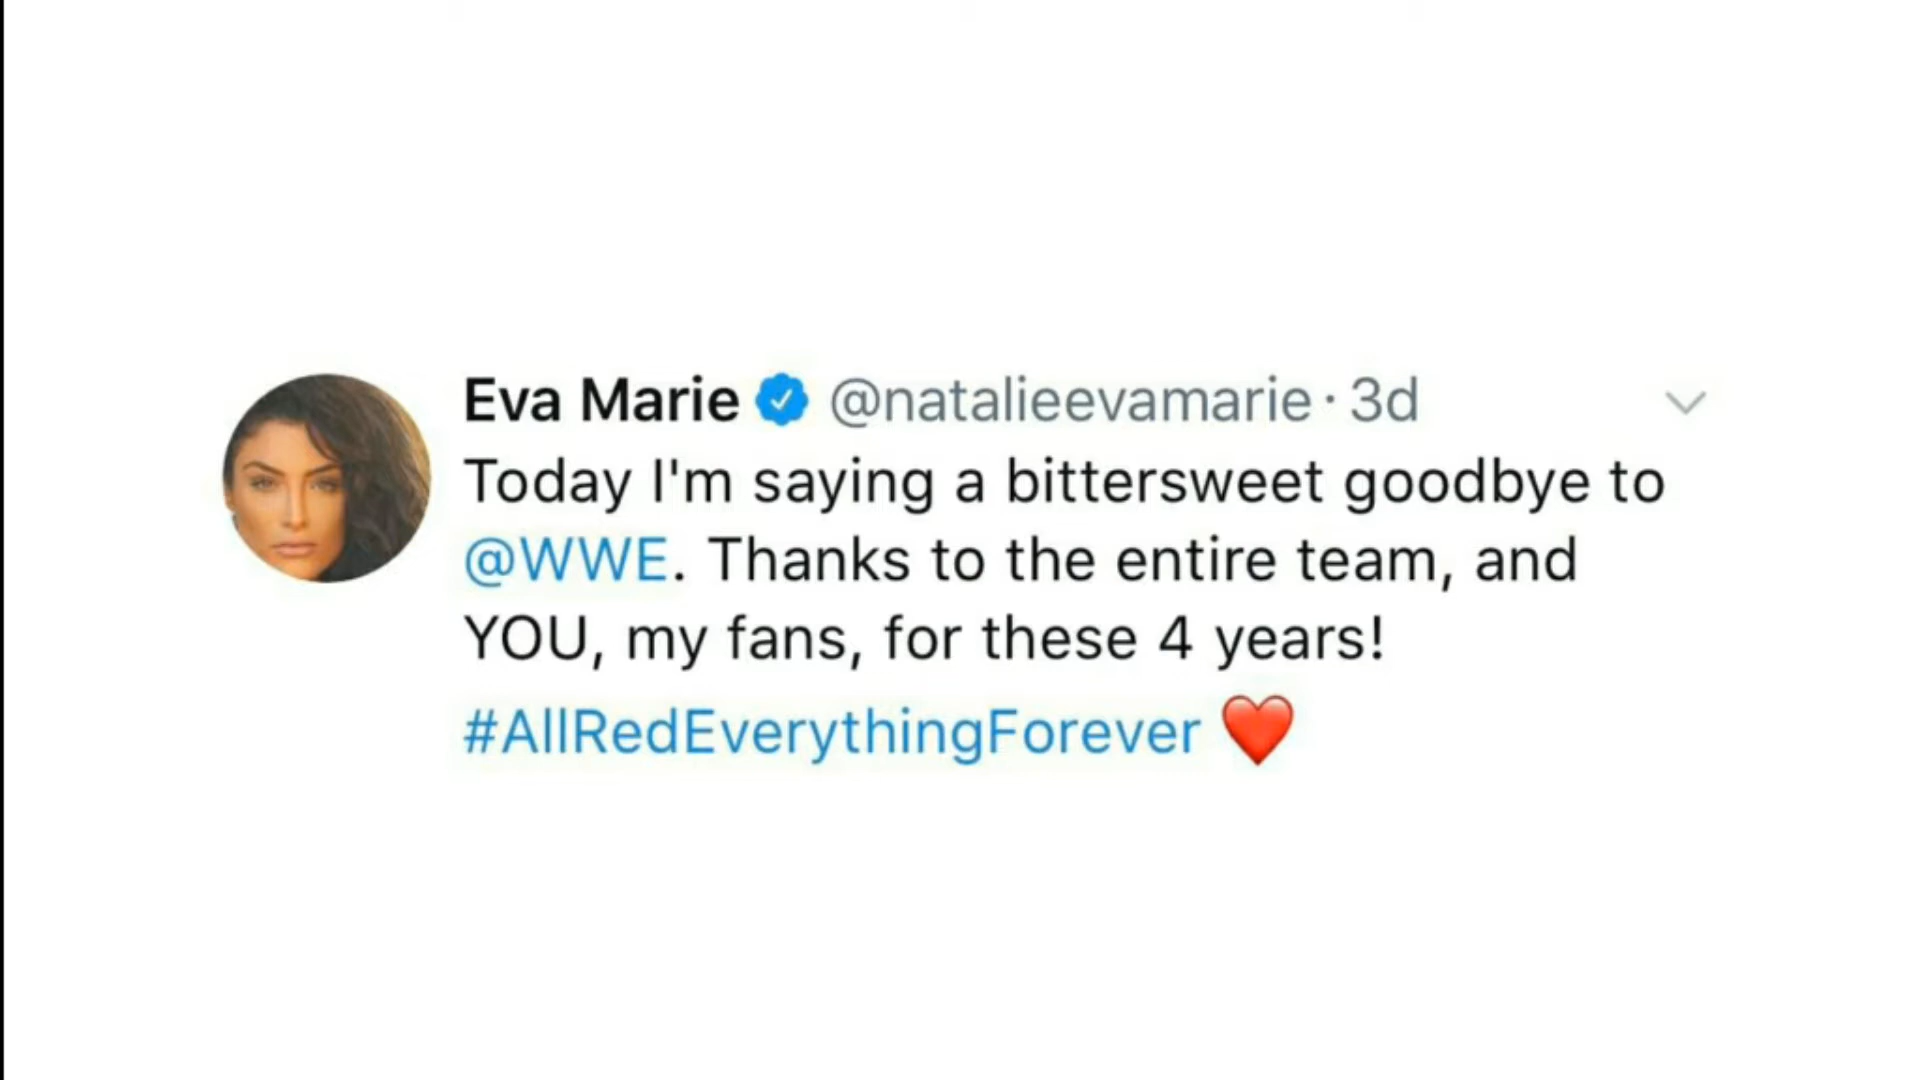 Eva Marie @natalieevamarie · 3d
Today I'm saying a bittersweet goodbye to
@WWE. Thanks to the entire team, and
YOU, my fans, for these 4 years!
#AllRedEverythingForever ❤️